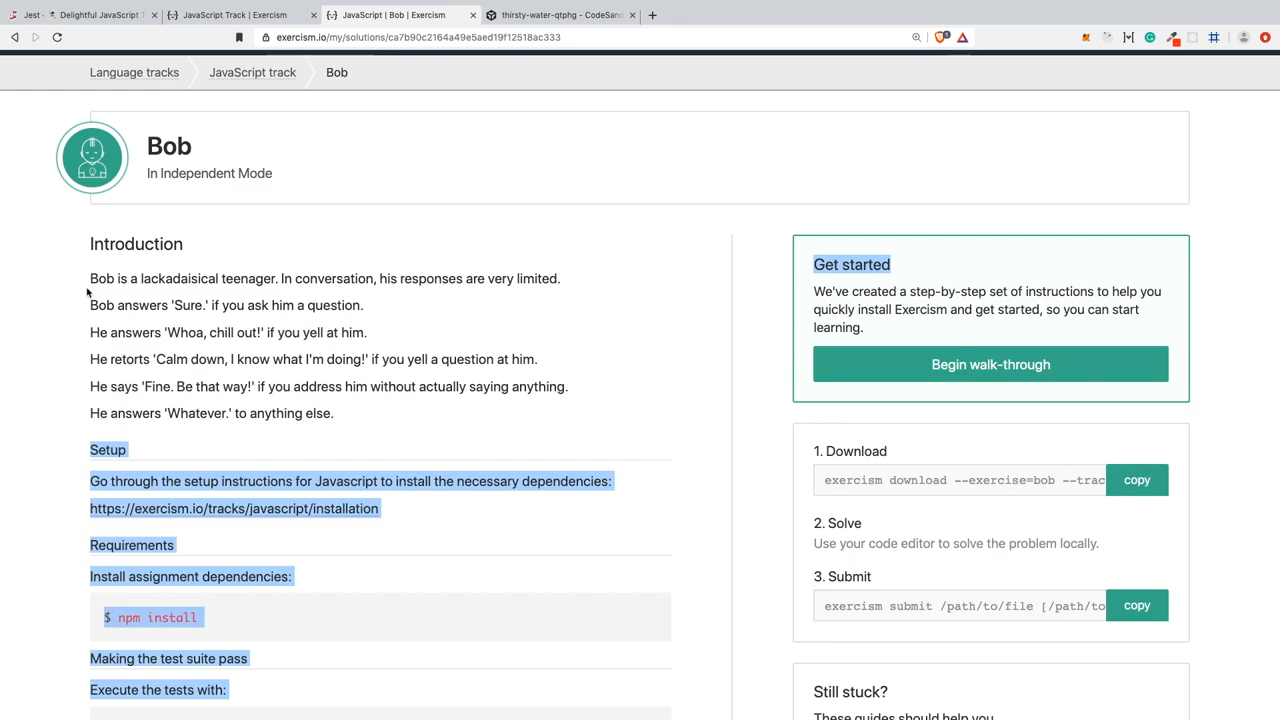 Jest · 🃏 Delightful JavaScript T
JavaScript Track | Exercism
JavaScript | Bob | Exercism
thirsty-water-qtphg - CodeSand
exercism.io/my/solutions/ca7b90c2164a49e5aed19f12518ac333
Language tracks
JavaScript track
Bob
Bob
In Independent Mode
Introduction
Bob is a lackadaisical teenager. In conversation, his responses are very limited.
Bob answers 'Sure.' if you ask him a question.
He answers 'Whoa, chill out!' if you yell at him.
He retorts 'Calm down, I know what I'm doing!' if you yell a question at him.
He says 'Fine. Be that way!' if you address him without actually saying anything.
He answers 'Whatever.' to anything else.
Setup
Go through the setup instructions for Javascript to install the necessary dependencies:
https://exercism.io/tracks/javascript/installation
Requirements
Install assignment dependencies:
$ npm install
Making the test suite pass
Execute the tests with:
Get started
We've created a step-by-step set of instructions to help you
quickly install Exercism and get started, so you can start
learning.
Begin walk-through
1. Download
exercism download --exercise=bob --trac
copy
2. Solve
Use your code editor to solve the problem locally.
3. Submit
exercism submit /path/to/file [/path/to
copy
Still stuck?
These guides should help you